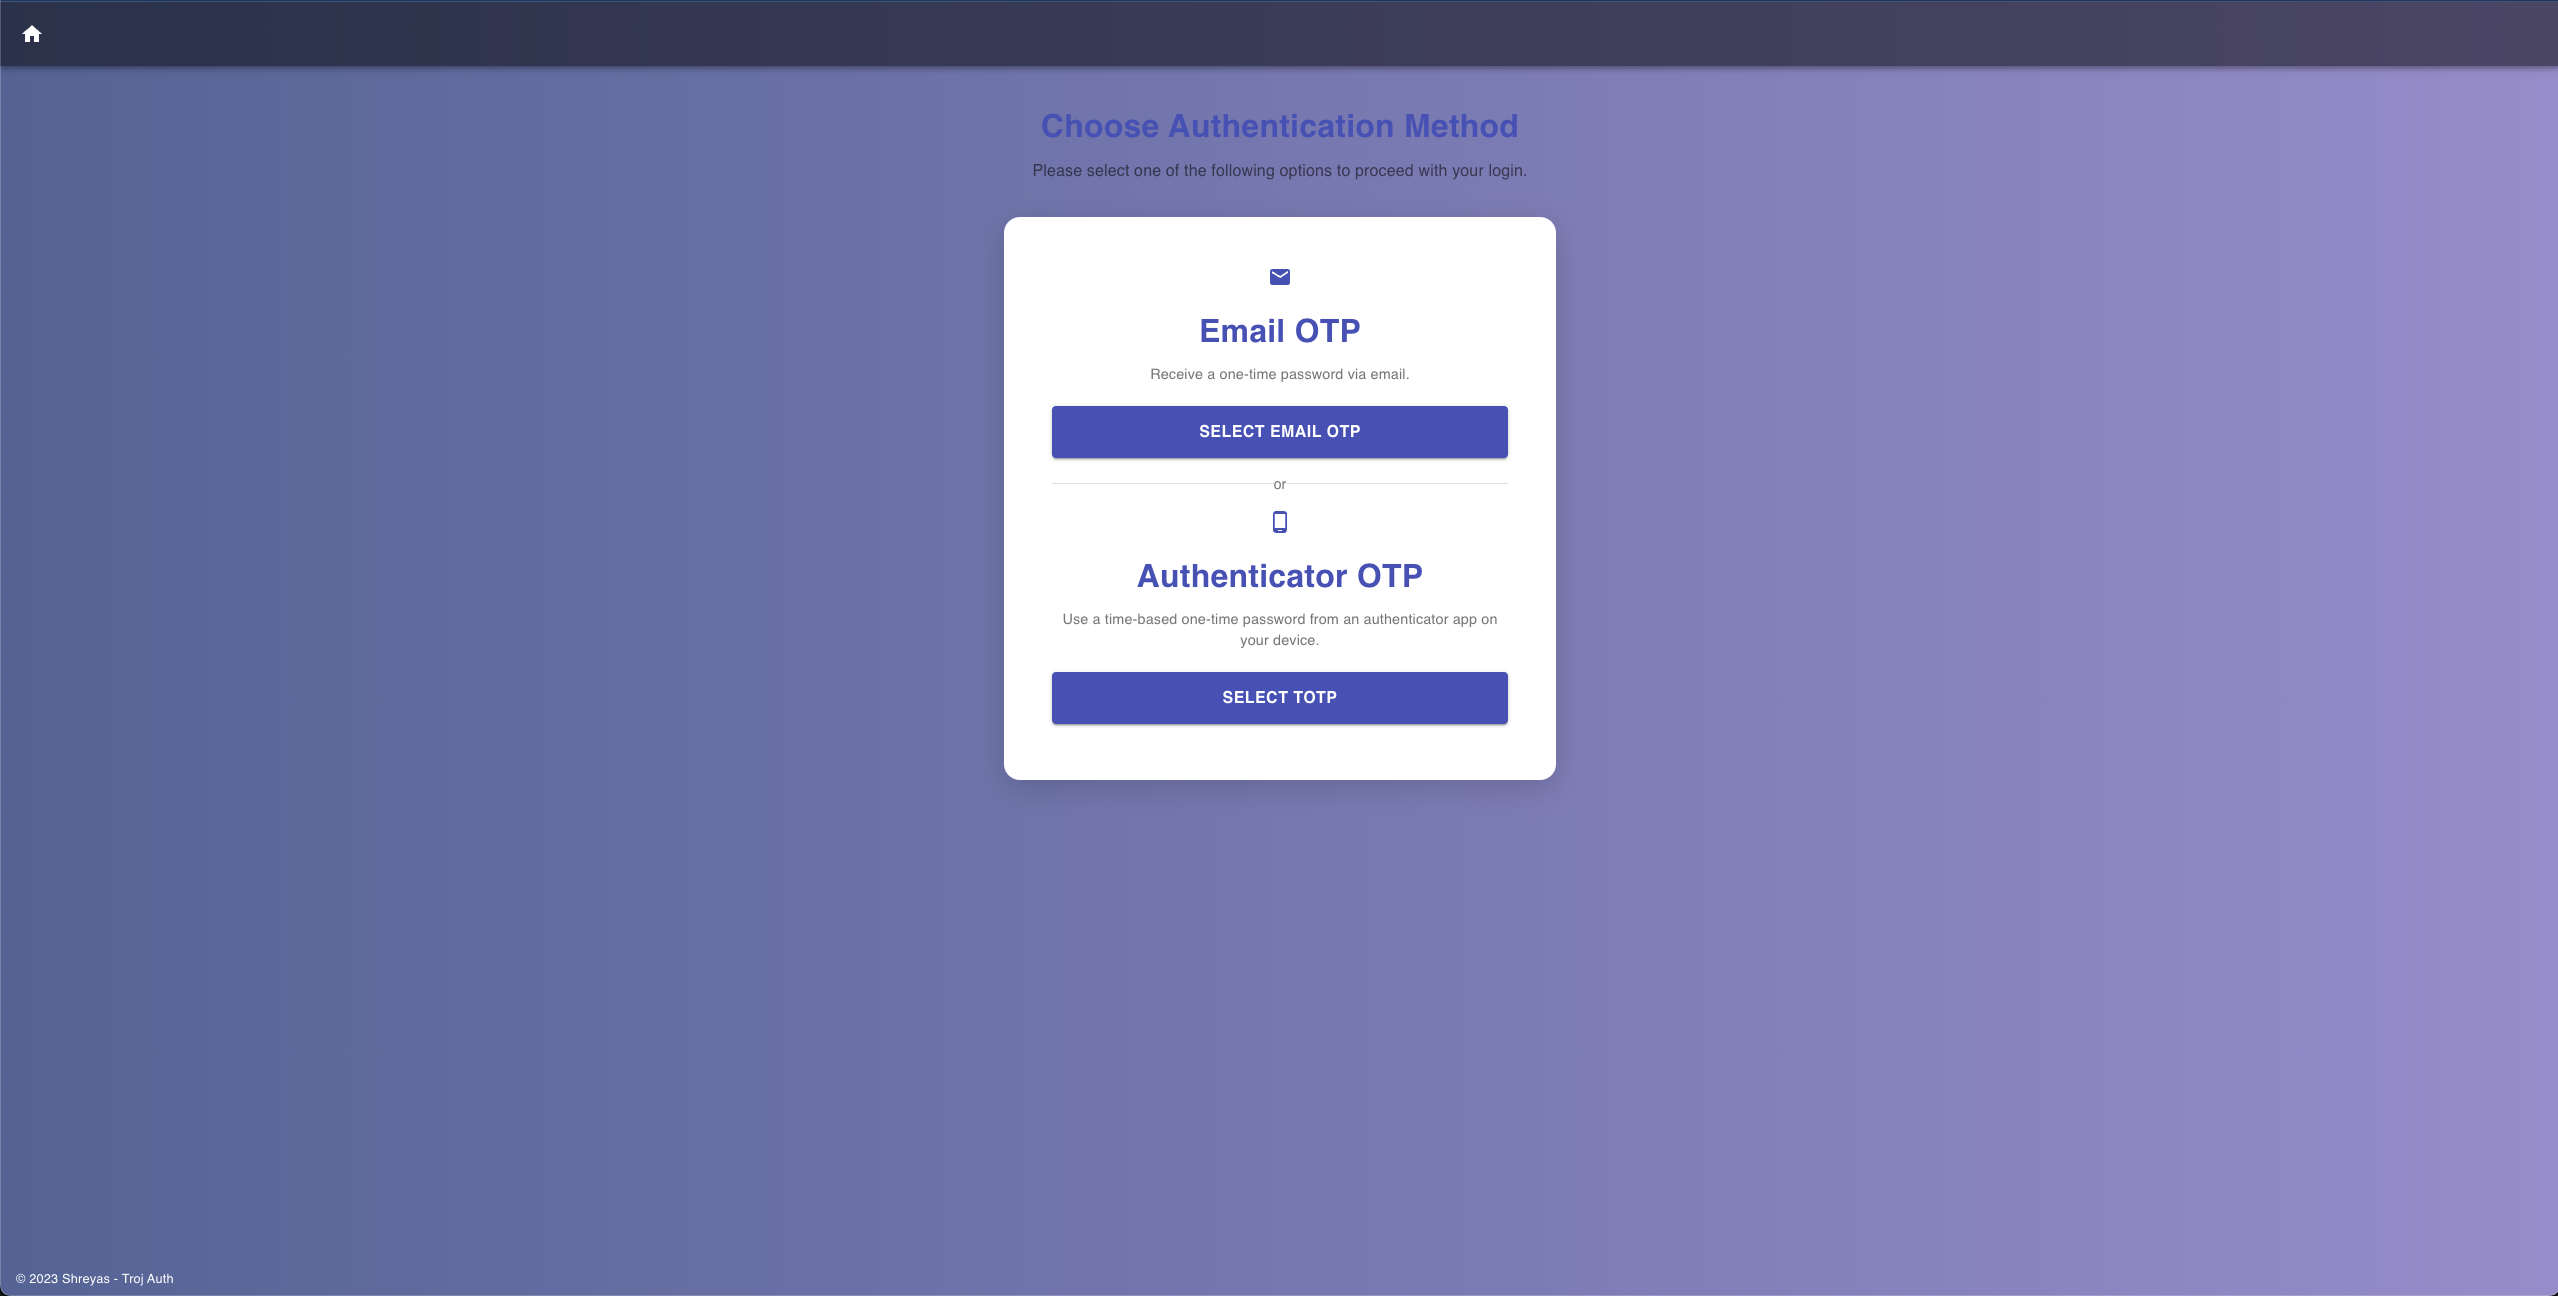 Choose Authentication Method
Please select one of the following options to proceed with your login.
Email OTP
Receive a one-time password via email.
SELECT EMAIL OTP
or
Authenticator OTP
Use a time-based one-time password from an authenticator app on
your device.
SELECT TOTP
© 2023 Shreyas - Troj Auth